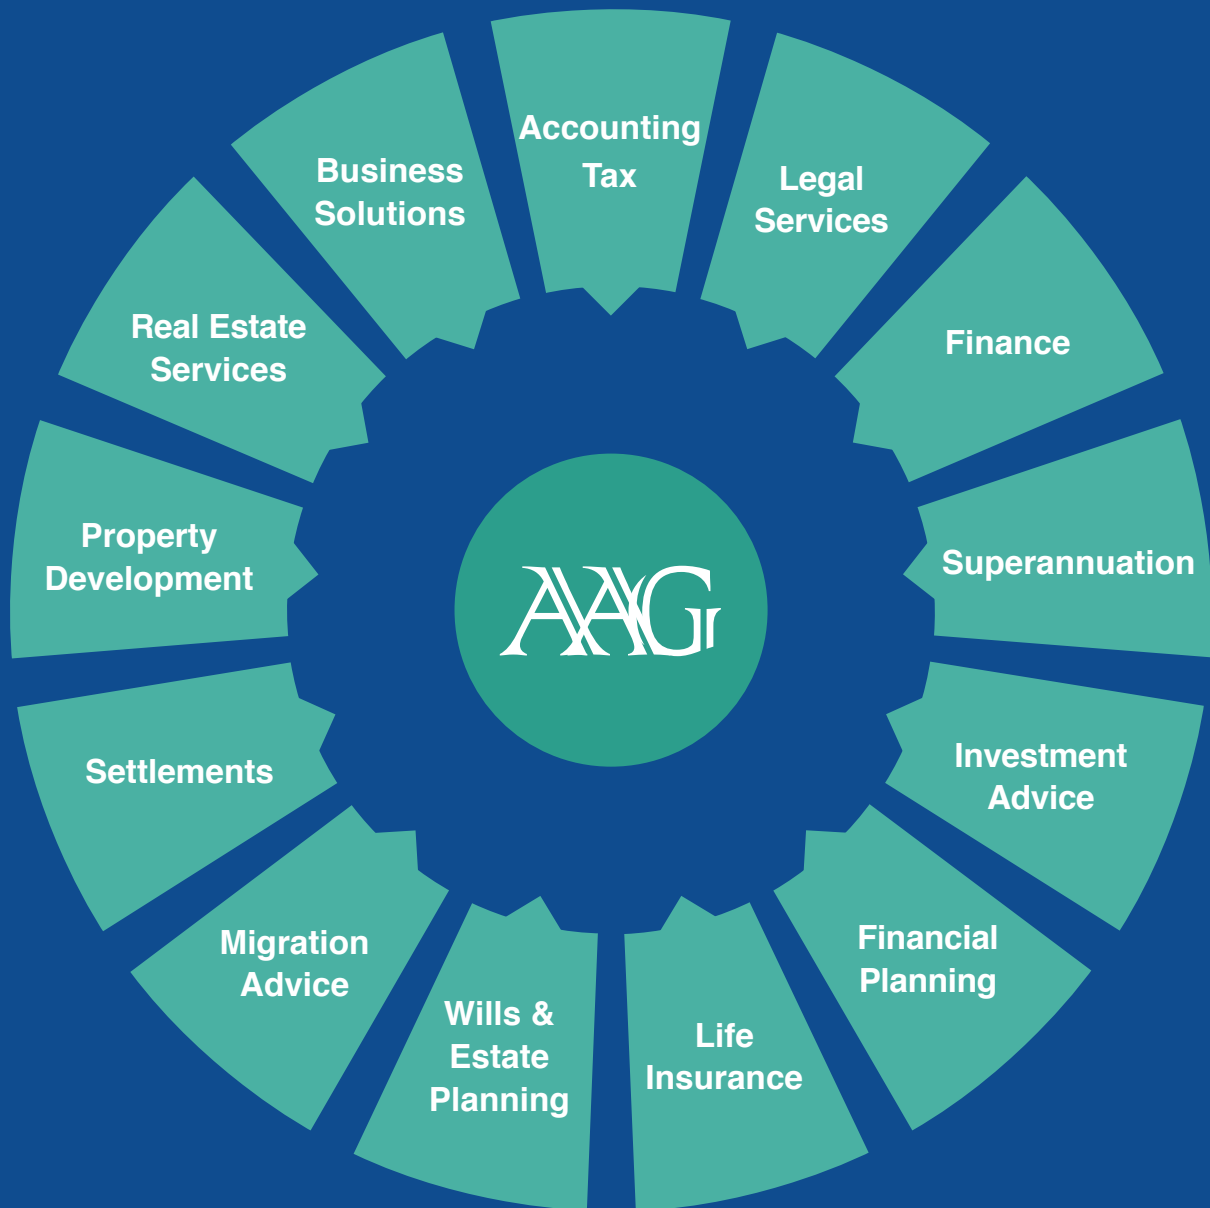 Accounting
Tax
Legal
Services
Finance
Superannuation
Investment
Advice
Financial
Planning
Life
Insurance
Wills &
Estate
Planning
Migration
Advice
Settlements
Property
Development
Real Estate
Services
Business
Solutions
AAG